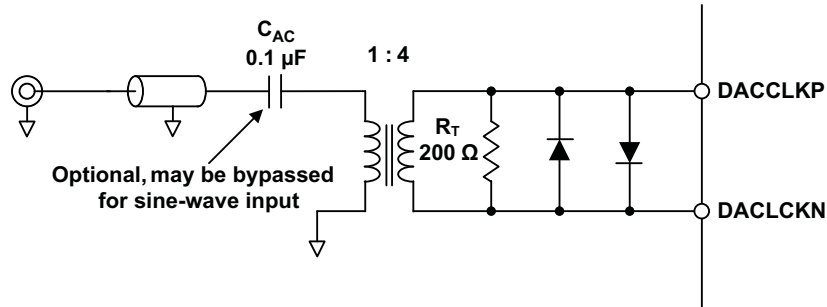 C_AC
0.1 µF
1 : 4
DACCLKP
R_T
200 Ω
Optional, may be bypassed
for sine-wave input
DACLCKN